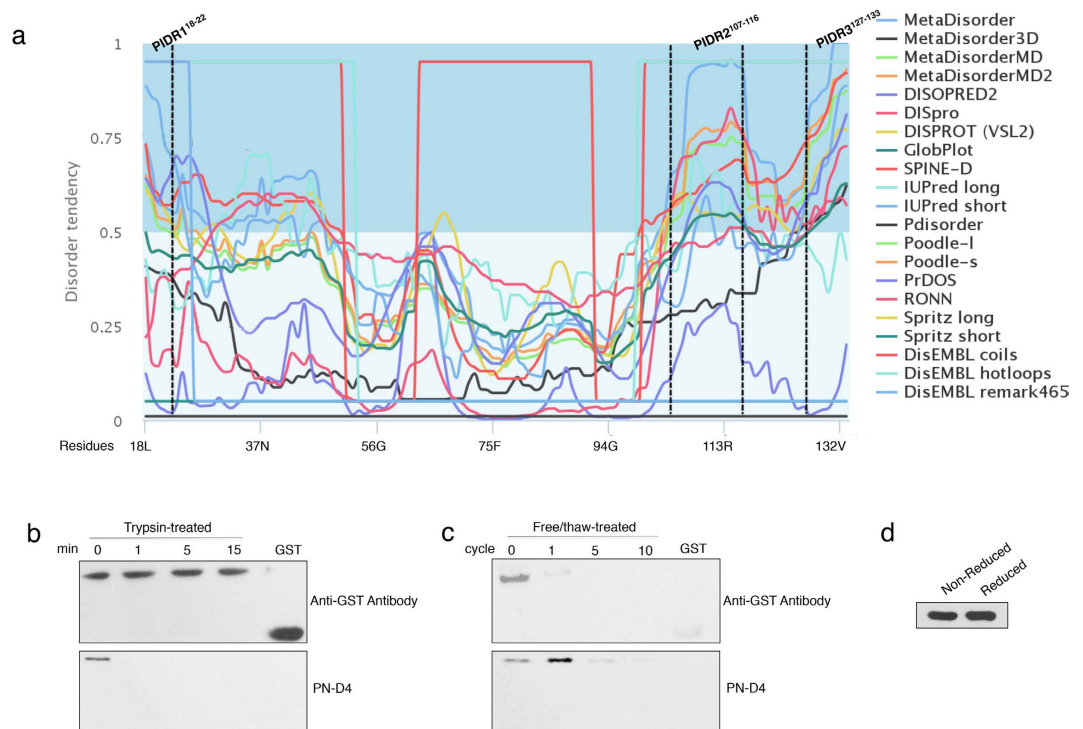 a
PIDR1 18-22
PIDR2 107-116
PIDR3 127-133
1
0.75
0.5
0.25
0
Disorder tendency
Residues
18L 37N 56G 75F 94G 113R 132V
MetaDisorder
MetaDisorder3D
MetaDisorderMD
MetaDisorderMD2
DISOPRED2
DISpro
DISPROT (VSL2)
GlobPlot
SPINE-D
IUPred long
IUPred short
Pdisorder
Poodle-l
Poodle-s
PrDOS
RONN
Spritz long
Spritz short
DisEMBL coils
DisEMBL hotloops
DisEMBL remark465
b
Trypsin-treated
min 0 1 5 15 GST
Anti-GST Antibody
PN-D4
c
Free/thaw-treated
cycle 0 1 5 10 GST
Anti-GST Antibody
PN-D4
d
Non-Reduced
Reduced